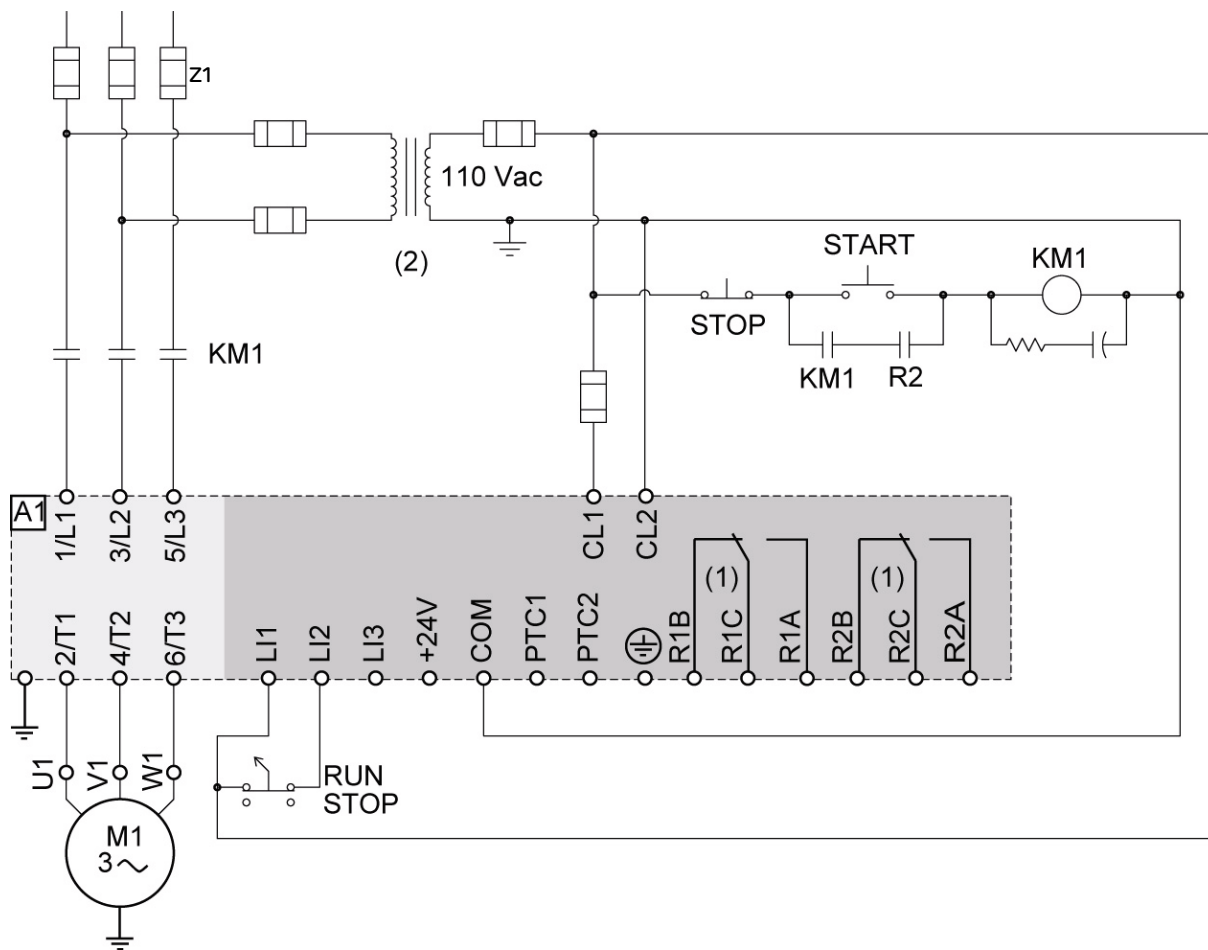 Z1
110 Vac
(2)
START
KM1
STOP
KM1
KM1
R2
A1
1/L1
3/L2
5/L3
CL1
CL2
2/T1
4/T2
6/T3
LI1
LI2
LI3
+24V
COM
PTC1
PTC2
R1B
(1)
R1C
R1A
R2B
(1)
R2C
R2A
U1
V1
W1
RUN
STOP
M1
3~